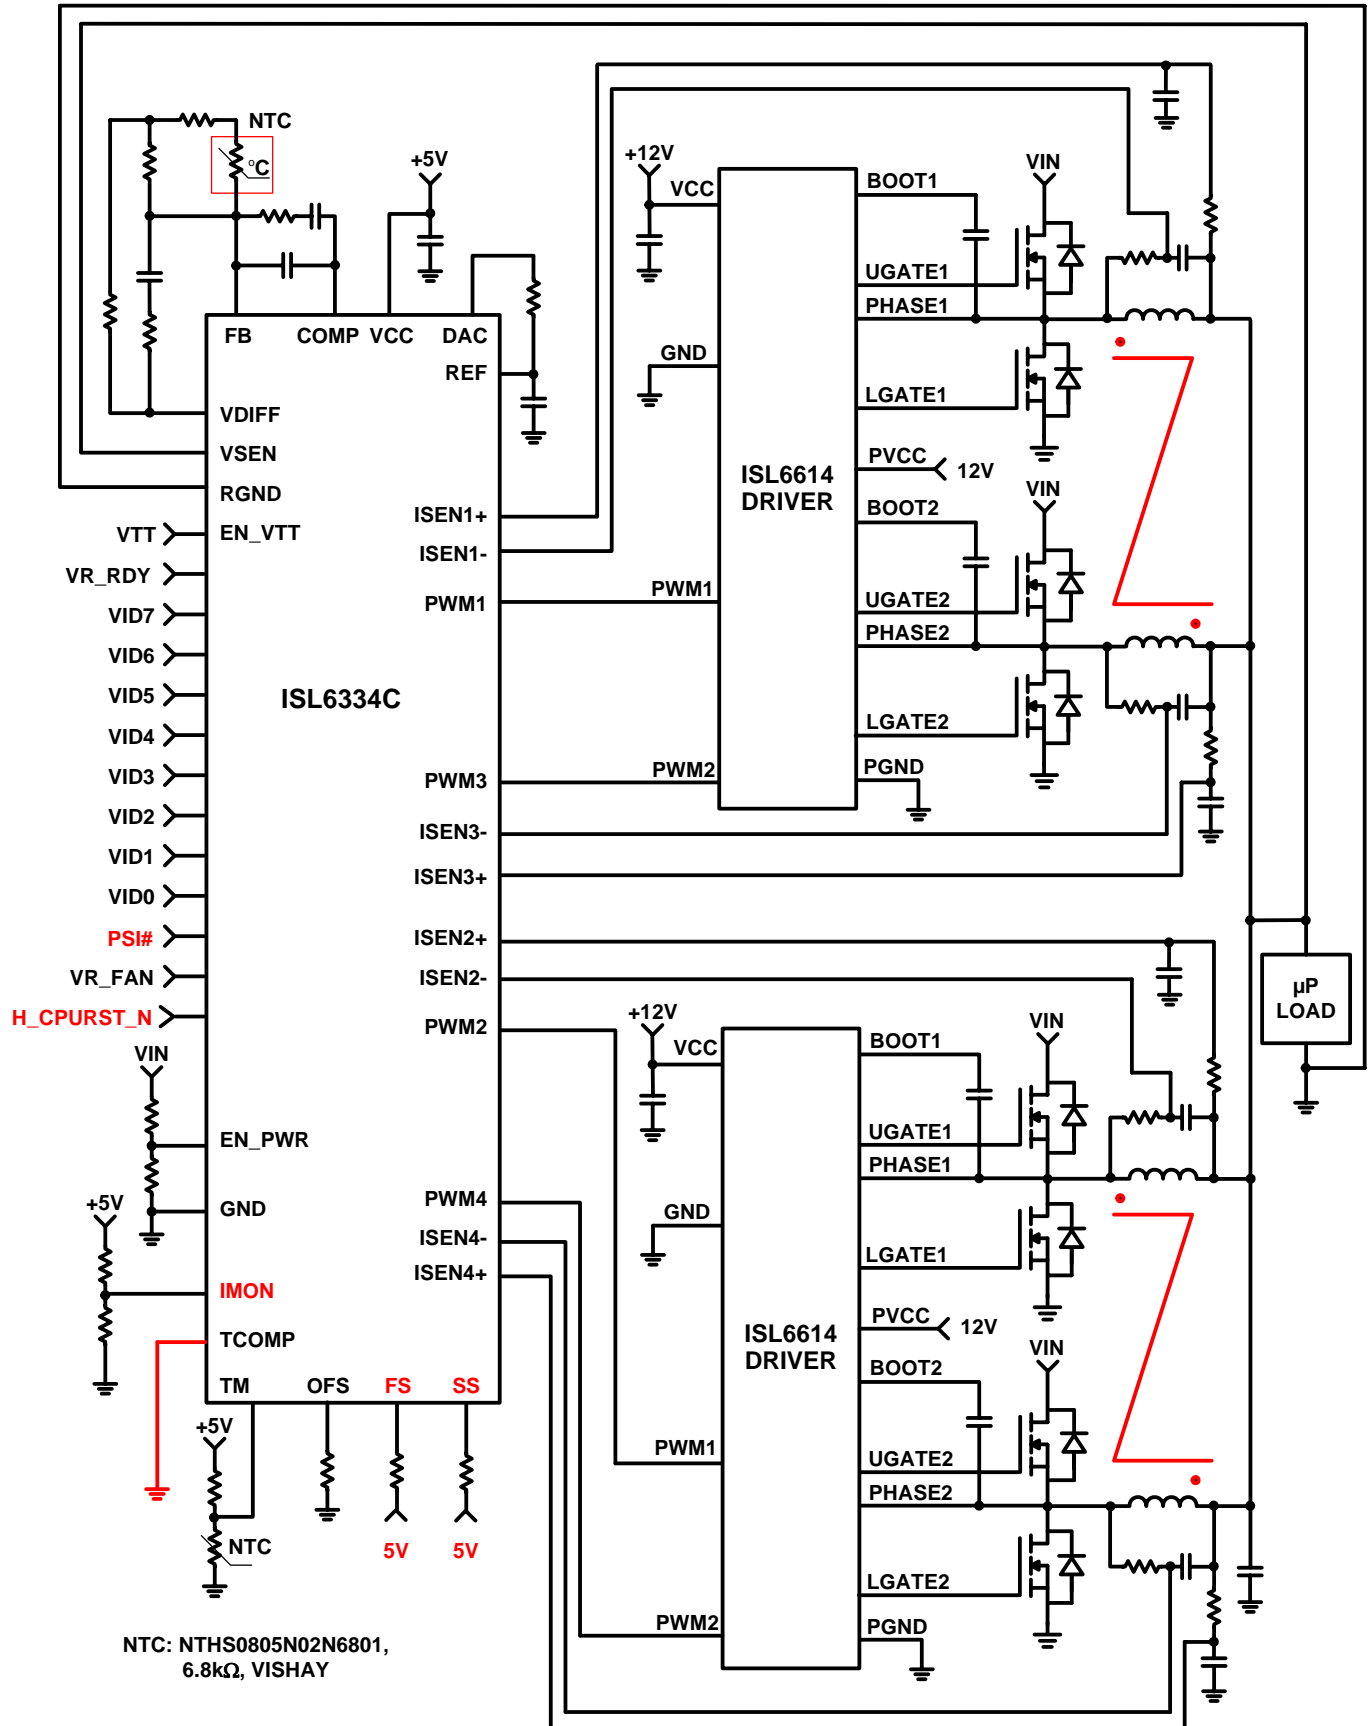 NTC
°C
+5V
FB
COMP
VCC
DAC
REF
VDIFF
VSEN
RGND
EN_VTT
VTT
VR_RDY
VID7
VID6
VID5
VID4
VID3
VID2
VID1
VID0
PSI#
VR_FAN
H_CPURST_N
VIN
EN_PWR
GND
+5V
IMON
TCOMP
TM
OFS
FS
SS
+5V
NTC
5V
5V
ISL6334C
ISEN1+
ISEN1-
PWM1
PWM3
ISEN3-
ISEN3+
ISEN2+
ISEN2-
PWM2
PWM4
ISEN4-
ISEN4+
+12V
VCC
GND
PWM1
PWM2
ISL6614
DRIVER
BOOT1
UGATE1
PHASE1
LGATE1
PVCC
12V
BOOT2
UGATE2
PHASE2
LGATE2
PGND
VIN
VIN
+12V
VCC
GND
PWM1
PWM2
ISL6614
DRIVER
BOOT1
UGATE1
PHASE1
LGATE1
PVCC
12V
BOOT2
UGATE2
PHASE2
LGATE2
PGND
VIN
VIN
µP
LOAD
NTC: NTHS0805N02N6801,
6.8kΩ, VISHAY